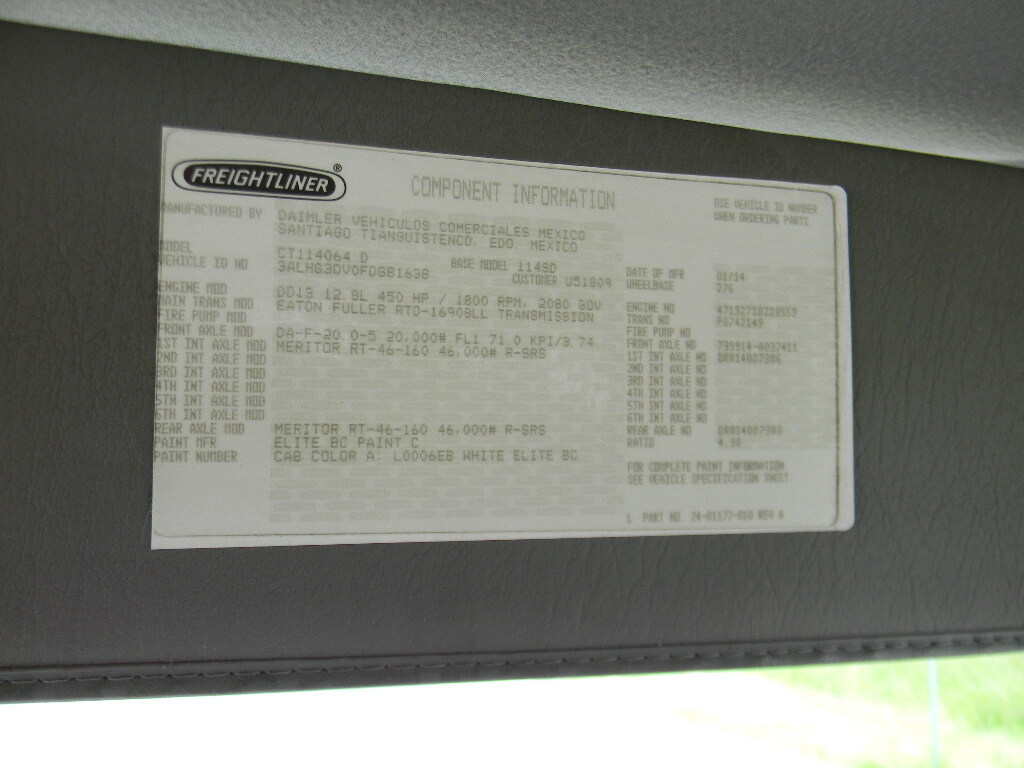 FREIGHTLINER®
COMPONENT INFORMATION
USE VEHICLE ID NUMBER
WHEN ORDERING PARTS
MANUFACTURED BY DAIMLER VEHICULOS COMERCIALES MEXICO
SANTIAGO TIANGUISTENCO, EDO. MEXICO
MODEL CT114064 D BASE MODEL 114SD
VEHICLE ID NO 3ALHG3DV0FDGB1638 CUSTOMER U51809
DATE OF MFR 01/14
WHEELBASE 276
ENGINE MOD DD13 12.8L 450 HP / 1800 RPM, 2080 GOV
ENGINE NO
MAIN TRANS MOD EATON FULLER RTO-16909LL TRANSMISSION
TRANS NO
FIRE PUMP MOD
FIRE PUMP NO
FRONT AXLE MOD DA-F-20.0-5 20,000# FL1 71.0 KPI/3.74
FRONT AXLE NO
1ST INT AXLE MOD MERITOR RT-46-160 46,000# R-SRS
1ST INT AXLE NO
2ND INT AXLE MOD
2ND INT AXLE NO
3RD INT AXLE MOD
3RD INT AXLE NO
4TH INT AXLE MOD
4TH INT AXLE NO
5TH INT AXLE MOD
5TH INT AXLE NO
6TH INT AXLE MOD
6TH INT AXLE NO
REAR AXLE MOD MERITOR RT-46-160 46,000# R-SRS
REAR AXLE NO
PAINT MFR ELITE BC PAINT C
RATIO 4.30
PAINT NUMBER CAB COLOR A: L0006EB WHITE ELITE BC
FOR COMPLETE PAINT INFORMATION
SEE VEHICLE SPECIFICATION SHEET
PART NO. 24-01177-010 REV A